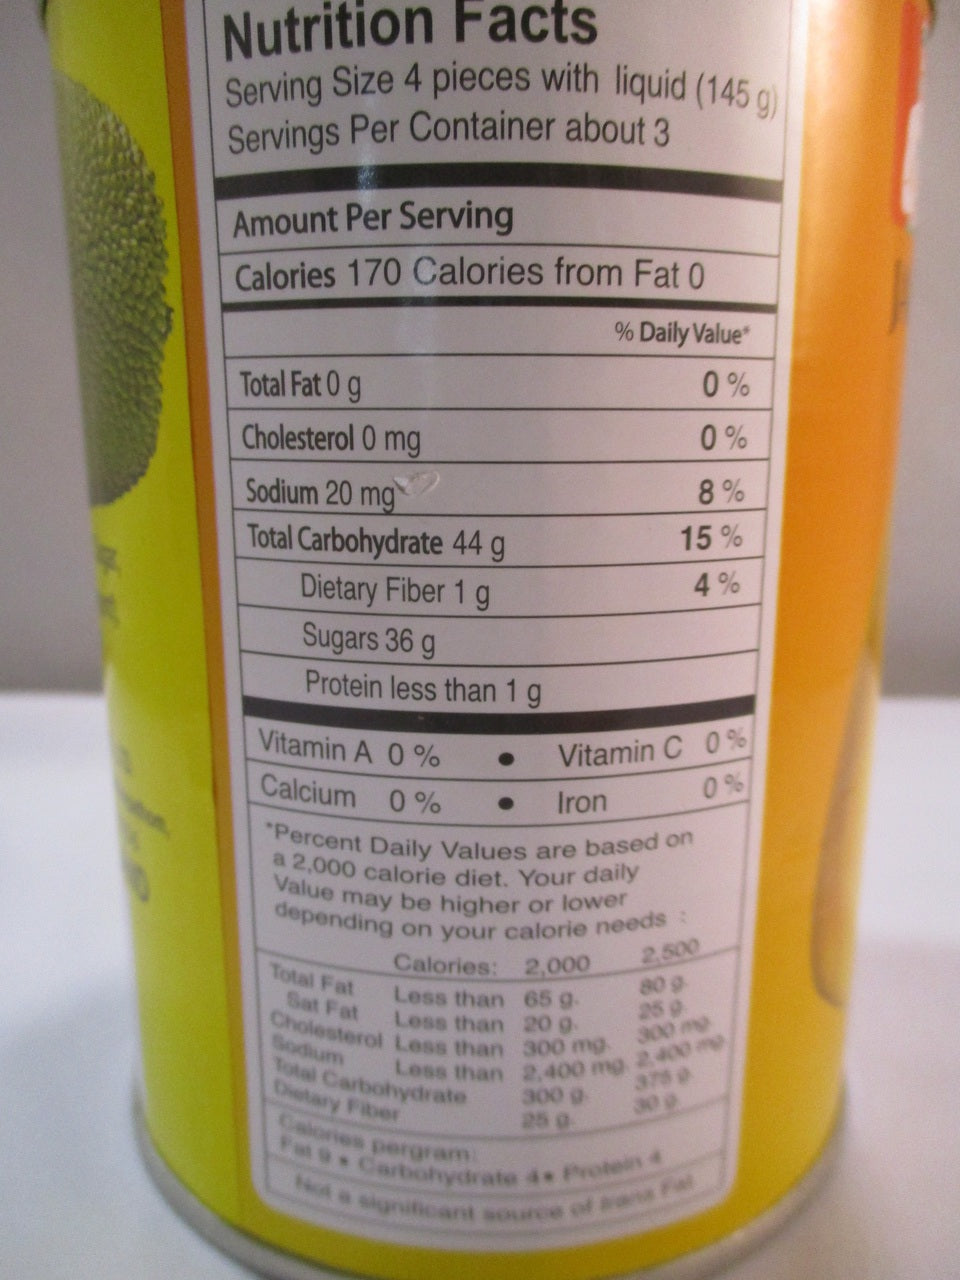 Nutrition Facts
Serving Size 4 pieces with liquid (145 g)
Servings Per Container about 3
Amount Per Serving
Calories 170 Calories from Fat 0
% Daily Value*
Total Fat 0 g 0 %
Cholesterol 0 mg 0 %
Sodium 20 mg 8 %
Total Carbohydrate 44 g 15 %
Dietary Fiber 1 g 4 %
Sugars 36 g
Protein less than 1 g
Vitamin A 0 % • Vitamin C 0 %
Calcium 0 % • Iron 0 %
*Percent Daily Values are based on
a 2,000 calorie diet. Your daily
Value may be higher or lower
depending on your calorie needs :
Calories: 2,000 2,500
Total Fat Less than 65 g. 80 g.
Sat Fat Less than 20 g. 25 g.
Cholesterol Less than 300 mg. 300 mg.
Sodium Less than 2,400 mg. 2,400 mg.
Total Carbohydrate 300 g. 375 g.
Dietary Fiber 25 g. 30 g.
Calories pergram:
Fat 9 • Carbohydrate 4 • Protein 4
Not a significant source of trans Fat